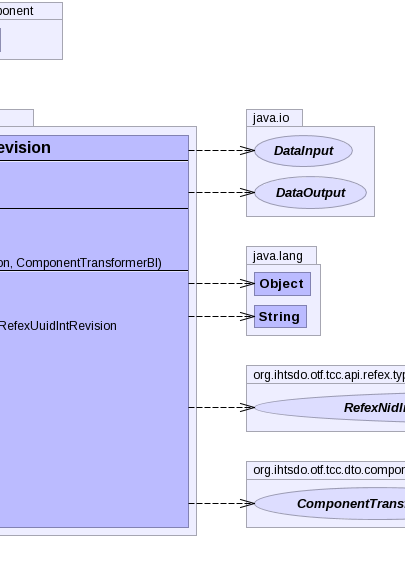 ponent
evision
on, ComponentTransformerBI)
RefexUuidIntRevision
java.io
DataInput
DataOutput
java.lang
Object
String
org.ihtsdo.otf.tcc.api.refex.typ
RefexNidI
org.ihtsdo.otf.tcc.dto.compon
ComponentTrans